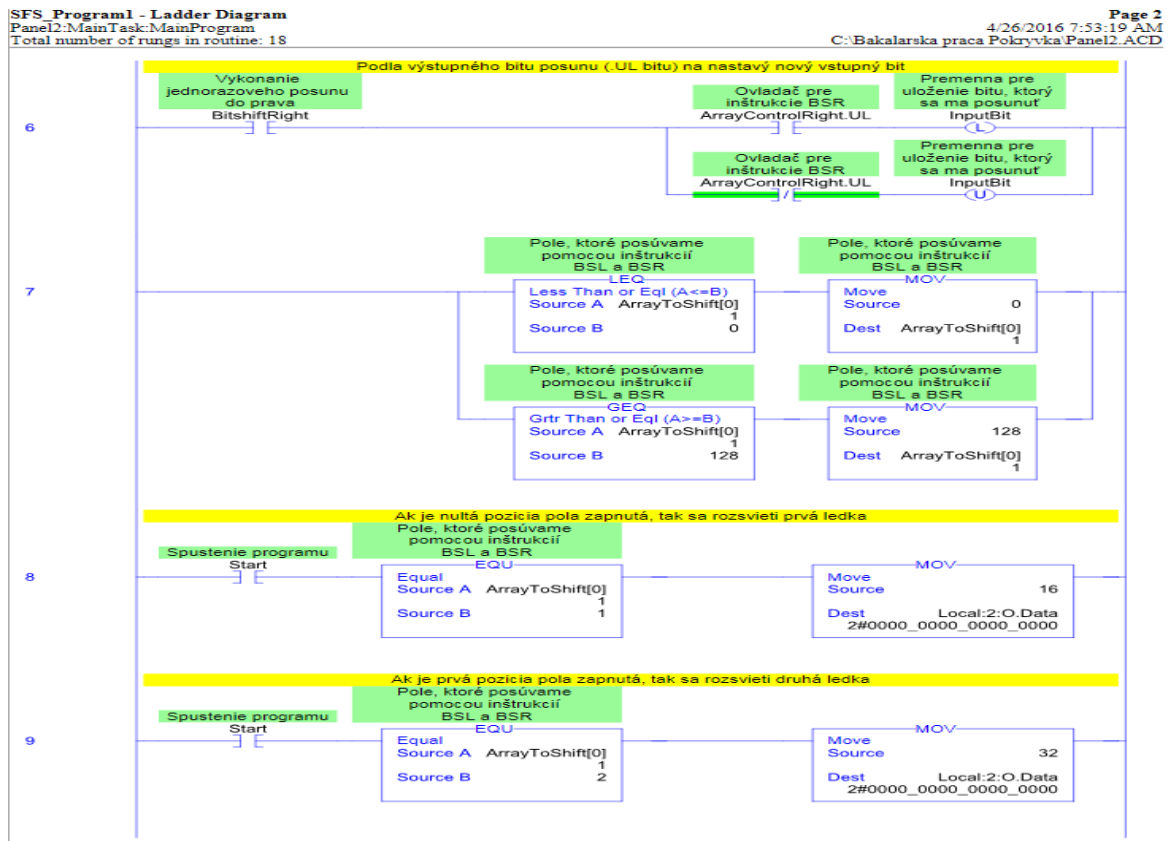 SFS_Program1 - Ladder Diagram
Page 2
Panel2:MainTask:MainProgram
4/26/2016 7:53:19 AM
Total number of rungs in routine: 18
C:\Bakalarska praca Pokryvka\Panel2.ACD
Podla výstupného bitu posunu (.UL bitu) na nastavý nový vstupný bit
Vykonanie
jednorazoveho posunu
do prava
BitshiftRight
Ovladač pre
inštrukcie BSR
ArrayControlRight.UL
Premenna pre
uloženie bitu, ktorý
sa ma posunuť
InputBit
L
6
Ovladač pre
inštrukcie BSR
ArrayControlRight.UL
Premenna pre
uloženie bitu, ktorý
sa ma posunuť
InputBit
U
Pole, ktoré posúvame
pomocou inštrukcií
BSL a BSR
LEQ
Less Than or Eql (A<=B)
Source A ArrayToShift[0]
1
Source B 0
Pole, ktoré posúvame
pomocou inštrukcií
BSL a BSR
MOV
Move
Source 0
Dest ArrayToShift[0]
1
7
Pole, ktoré posúvame
pomocou inštrukcií
BSL a BSR
GEQ
Grtr Than or Eql (A>=B)
Source A ArrayToShift[0]
1
Source B 128
Pole, ktoré posúvame
pomocou inštrukcií
BSL a BSR
MOV
Move
Source 128
Dest ArrayToShift[0]
1
Ak je nultá pozicia pola zapnutá, tak sa rozsvieti prvá ledka
Spustenie programu
Start
Pole, ktoré posúvame
pomocou inštrukcií
BSL a BSR
EQU
Equal
Source A ArrayToShift[0]
1
Source B 1
MOV
Move
Source 16
Dest Local:2:O.Data
2#0000_0000_0000_0000
8
Ak je prvá pozicia pola zapnutá, tak sa rozsvieti druhá ledka
Spustenie programu
Start
Pole, ktoré posúvame
pomocou inštrukcií
BSL a BSR
EQU
Equal
Source A ArrayToShift[0]
1
Source B 2
MOV
Move
Source 32
Dest Local:2:O.Data
2#0000_0000_0000_0000
9